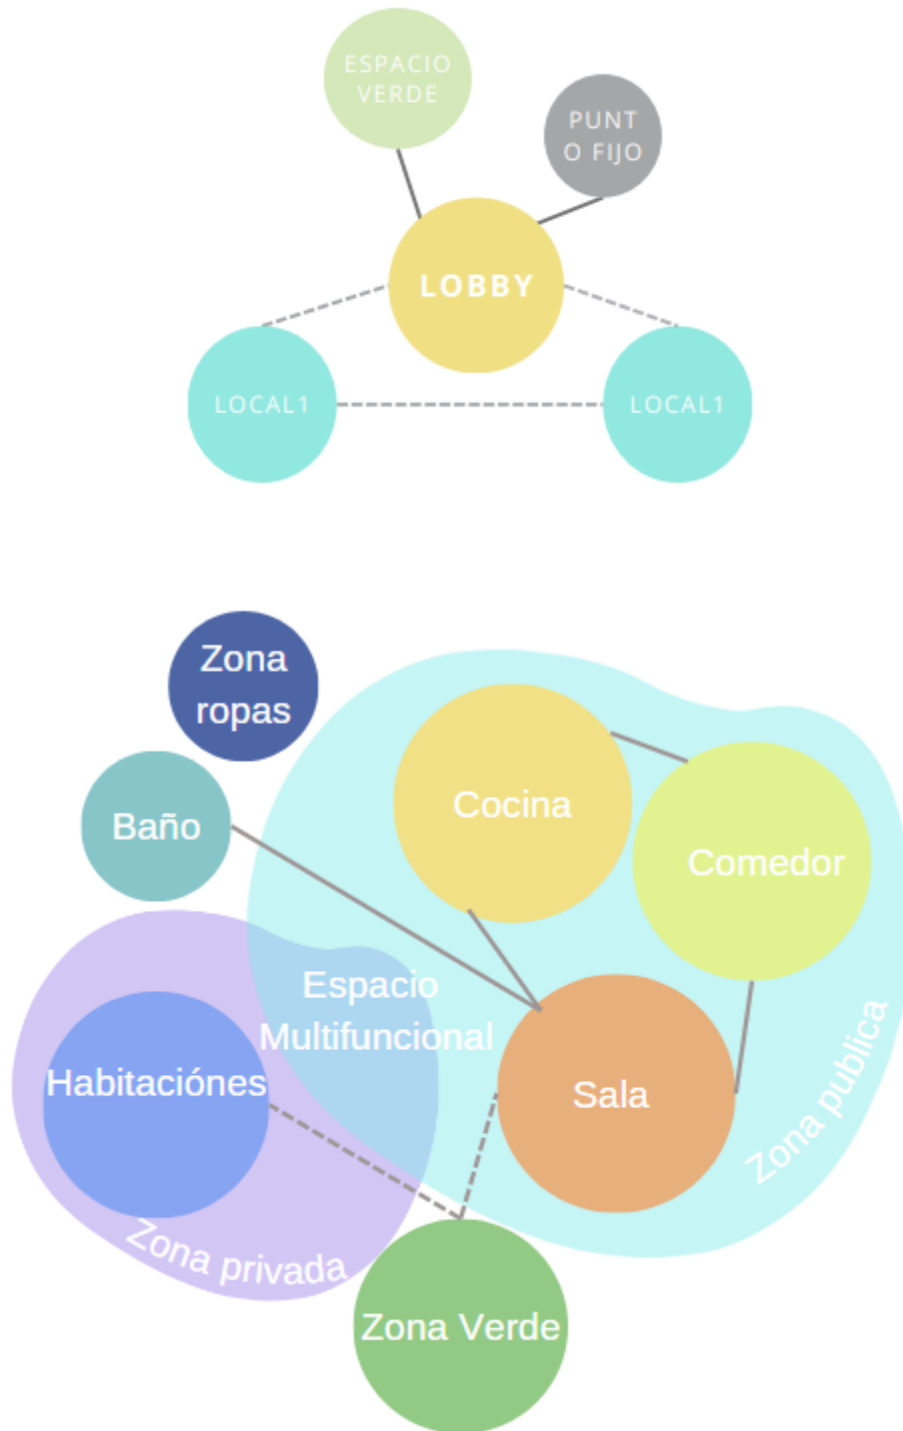 ESPACIO
VERDE
PUNT
O FIJO
LOBBY
LOCAL1
LOCAL1
Zona
ropas
Baño
Cocina
Comedor
Espacio
Multifuncional
Habitaciónes
Sala
Zona publica
Zona privada
Zona Verde